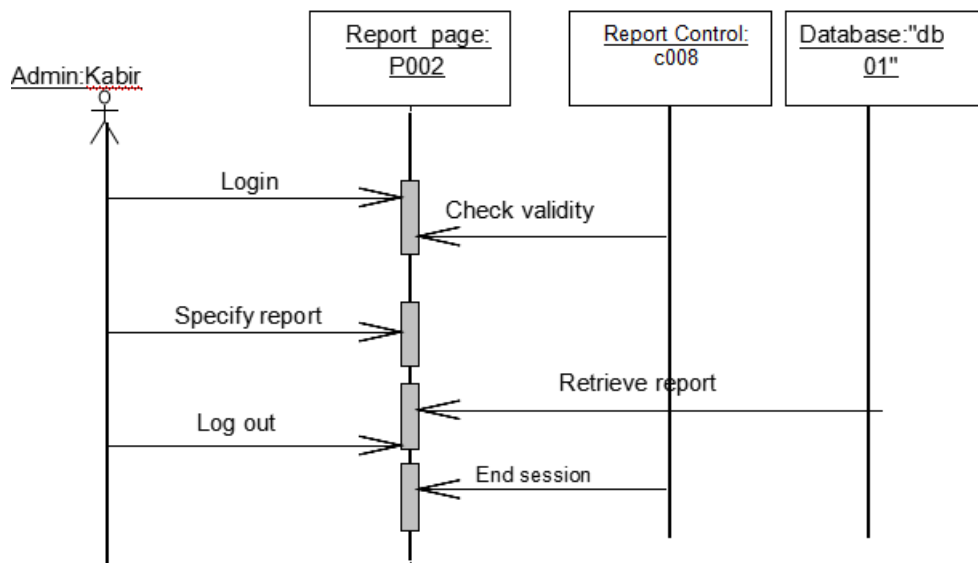 Admin:Kabir
Report page:
P002
Report Control:
c008
Database:"db
01"
Login
Check validity
Specify report
Retrieve report
Log out
End session